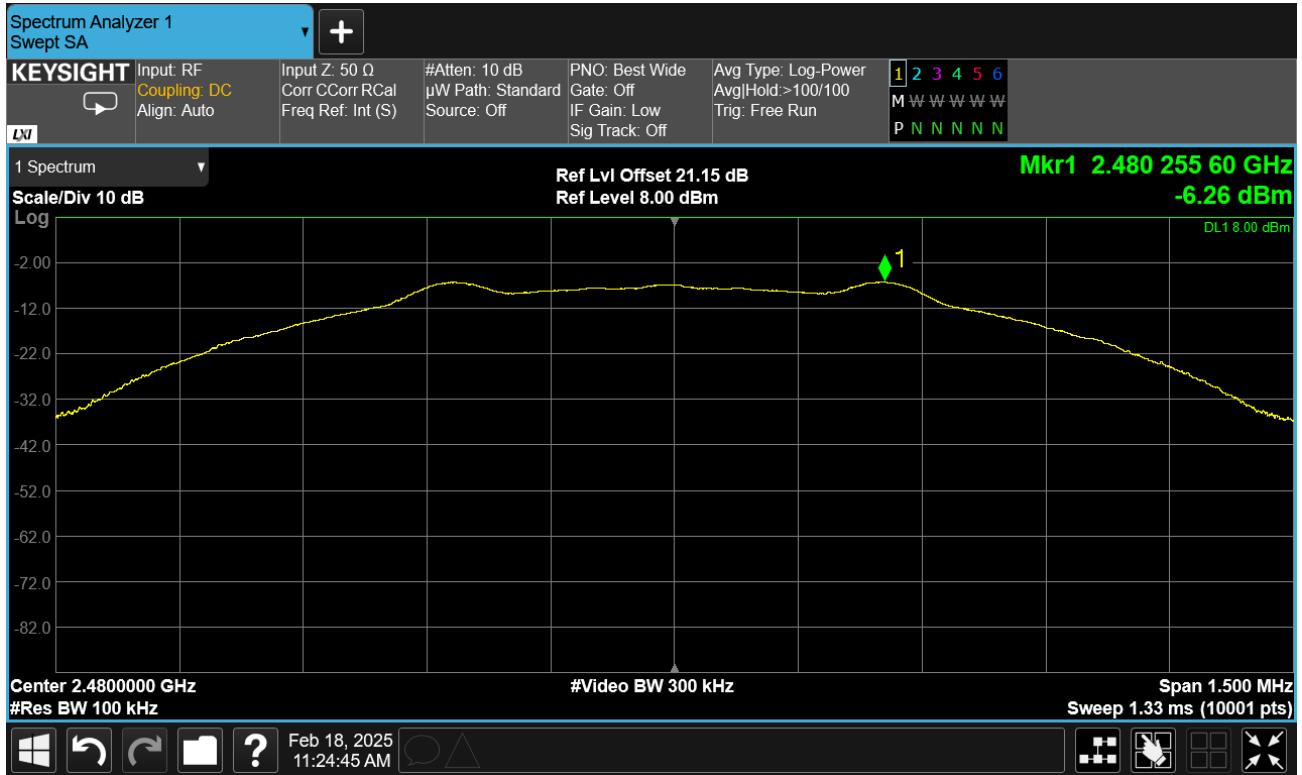 Spectrum Analyzer 1
Swept SA
+
KEYSIGHT
LXI
Input: RF
Coupling: DC
Align: Auto
Input Z: 50 Ω
Corr CCorr RCal
Freq Ref: Int (S)
#Atten: 10 dB
µW Path: Standard
Source: Off
PNO: Best Wide
Gate: Off
IF Gain: Low
Sig Track: Off
Avg Type: Log-Power
Avg|Hold:>100/100
Trig: Free Run
1 2 3 4 5 6
M W W W W W
P N N N N N
1 Spectrum
Scale/Div 10 dB
Log
Ref Lvl Offset 21.15 dB
Ref Level 8.00 dBm
Mkr1 2.480 255 60 GHz
-6.26 dBm
DL1 8.00 dBm
1
-2.00
-12.0
-22.0
-32.0
-42.0
-52.0
-62.0
-72.0
-82.0
Center 2.4800000 GHz
#Res BW 100 kHz
#Video BW 300 kHz
Span 1.500 MHz
Sweep 1.33 ms (10001 pts)
?
Feb 18, 2025
11:24:45 AM